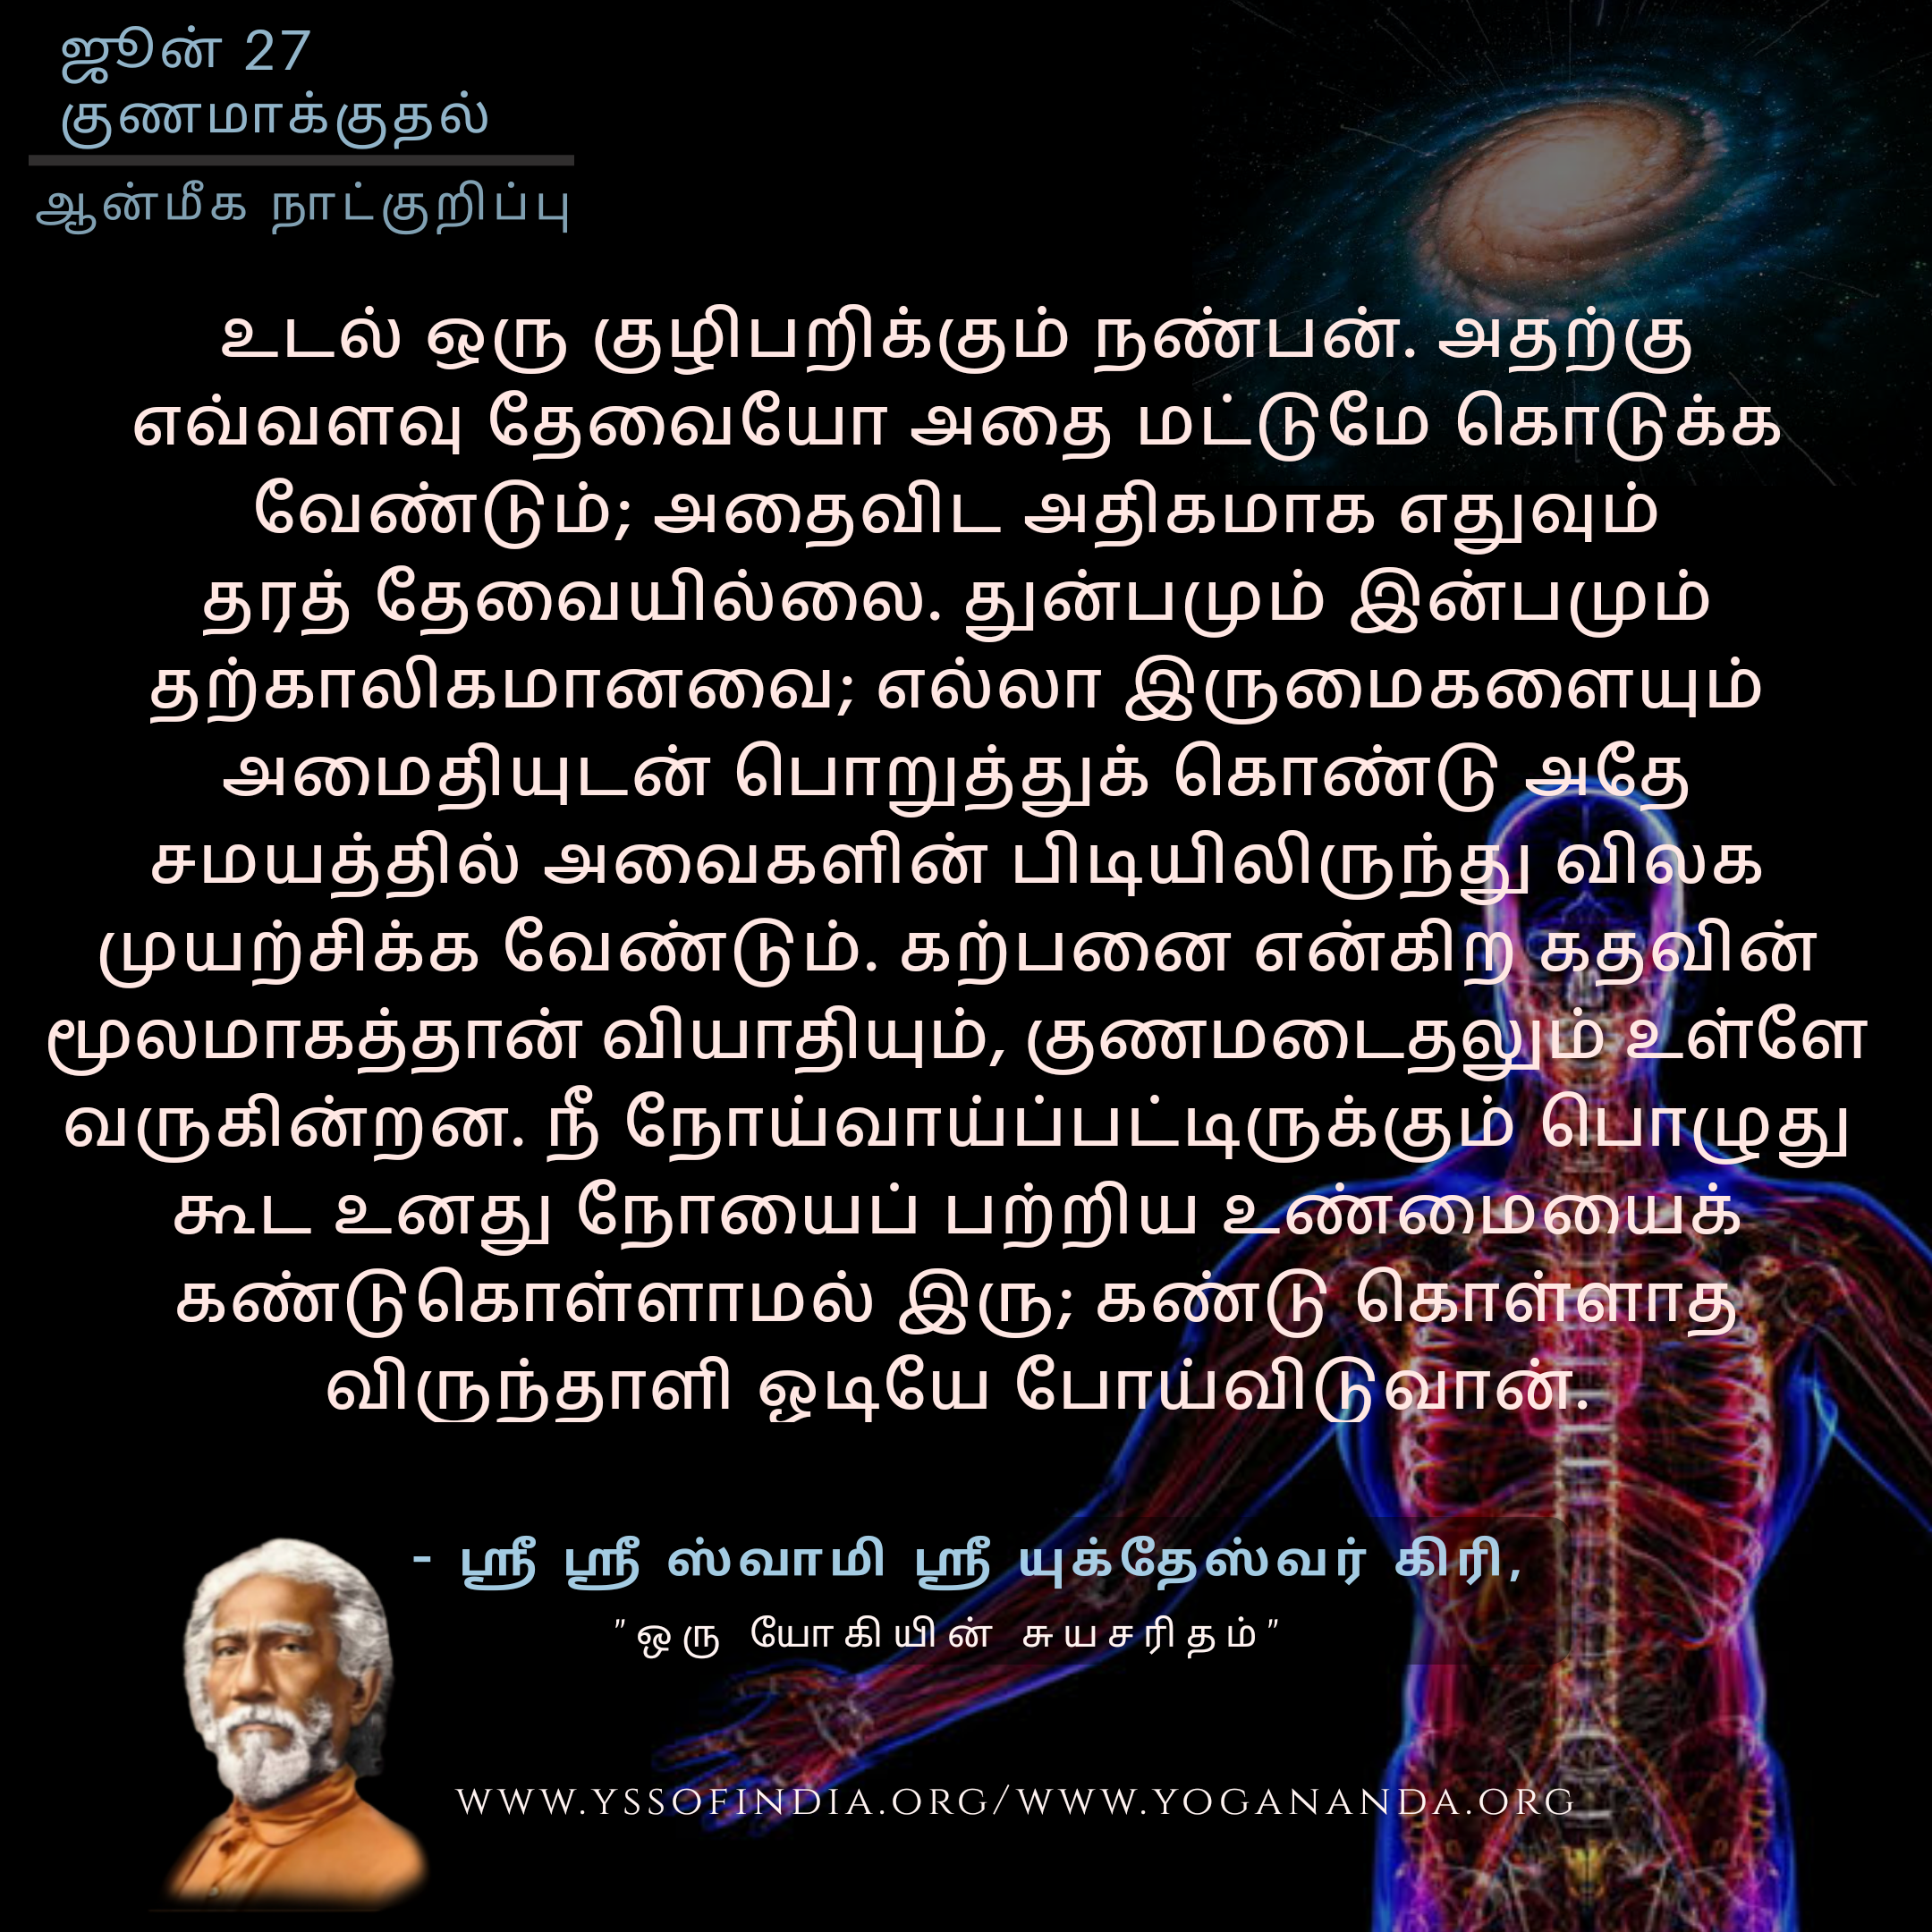 ஜூன் 27
குணமாக்குதல்
ஆன்மீக நாட்குறிப்பு
உடல் ஒரு குழிபறிக்கும் நண்பன். அதற்கு
எவ்வளவு தேவையோ அதை மட்டுமே கொடுக்க
வேண்டும்; அதைவிட அதிகமாக எதுவும்
தரத் தேவையில்லை. துன்பமும் இன்பமும்
தற்காலிகமானவை; எல்லா இருமைகளையும்
அமைதியுடன் பொறுத்துக் கொண்டு அதே
சமயத்தில் அவைகளின் பிடியிலிருந்து விலக
முயற்சிக்க வேண்டும். கற்பனை என்கிற கதவின்
மூலமாகத்தான் வியாதியும், குணமடைதலும் உள்ளே
வருகின்றன. நீ நோய்வாய்ப்பட்டிருக்கும் பொழுது
கூட உனது நோயைப் பற்றிய உண்மையைக்
கண்டுகொள்ளாமல் இரு; கண்டு கொள்ளாத
விருந்தாளி ஓடியே போய்விடுவான்.
- ஸ்ரீ ஸ்ரீ ஸ்வாமி ஸ்ரீ யுக்தேஸ்வர் கிரி,
"ஒரு யோகியின் சுயசரிதம்"
WWW.YSSOFINDIA.ORG/WWW.YOGANANDA.ORG